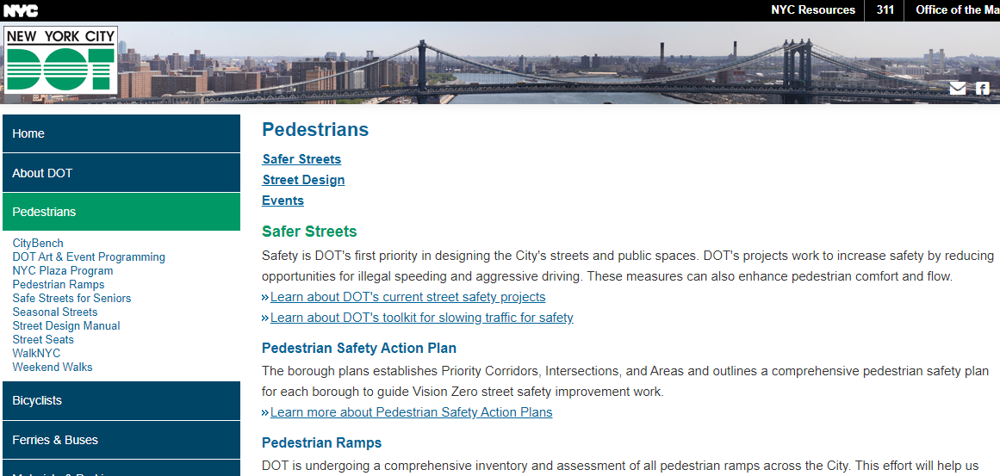 NYC
NYC Resources
311
Office of the Ma
NEW YORK CITY
DOT
Home
About DOT
Pedestrians
CityBench
DOT Art & Event Programming
NYC Plaza Program
Pedestrian Ramps
Safe Streets for Seniors
Seasonal Streets
Street Design Manual
Street Seats
WalkNYC
Weekend Walks
Bicyclists
Ferries & Buses
Pedestrians
Safer Streets
Street Design
Events
Safer Streets
Safety is DOT's first priority in designing the City's streets and public spaces. DOT's projects work to increase safety by reducing
opportunities for illegal speeding and aggressive driving. These measures can also enhance pedestrian comfort and flow.
»Learn about DOT's current street safety projects
»Learn about DOT's toolkit for slowing traffic for safety
Pedestrian Safety Action Plan
The borough plans establishes Priority Corridors, Intersections, and Areas and outlines a comprehensive pedestrian safety plan
for each borough to guide Vision Zero street safety improvement work.
»Learn more about Pedestrian Safety Action Plans
Pedestrian Ramps
DOT is undergoing a comprehensive inventory and assessment of all pedestrian ramps across the City. This effort will help us